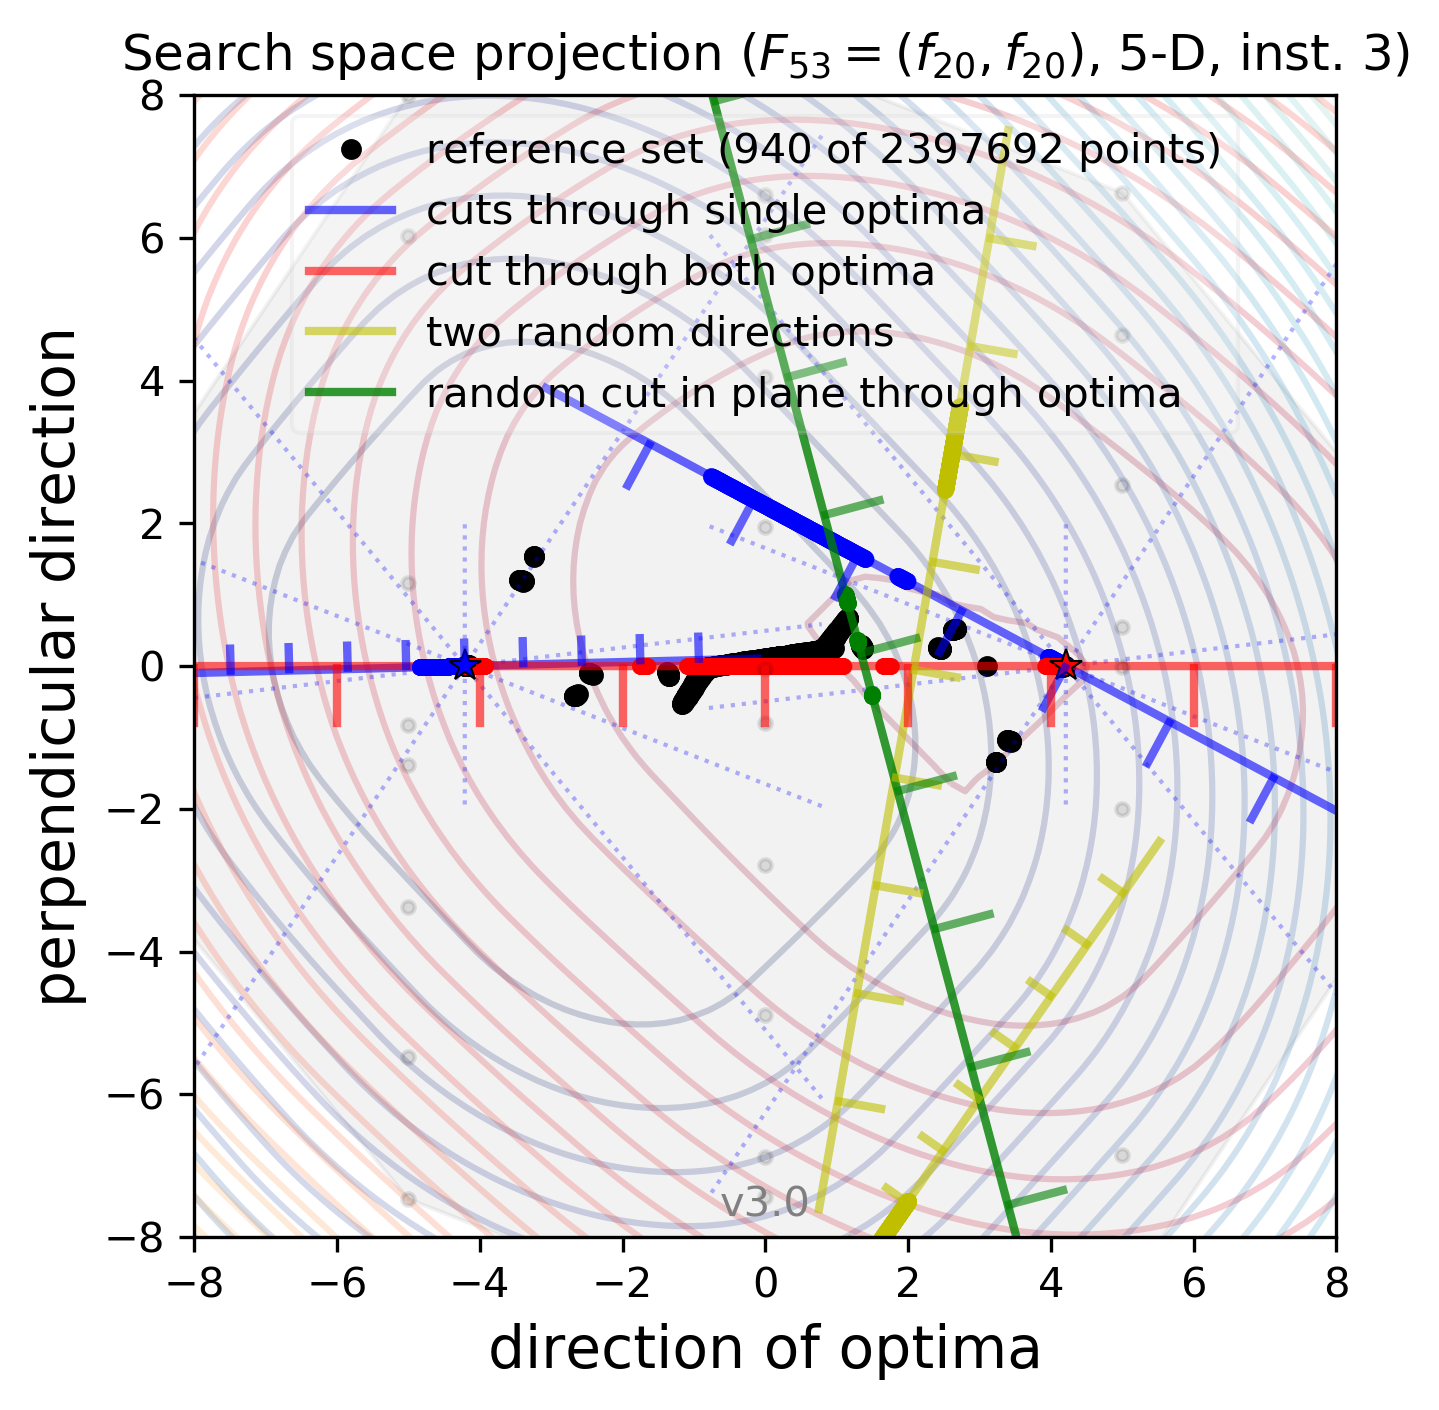 Search space projection (F₅₃ = (f₂₀, f₂₀), 5-D, inst. 3)
reference set (940 of 2397692 points)
cuts through single optima
cut through both optima
two random directions
random cut in plane through optima
perpendicular direction
8
6
4
2
0
−2
−4
−6
−8
v3.0
−8 −6 −4 −2 0 2 4 6 8
direction of optima